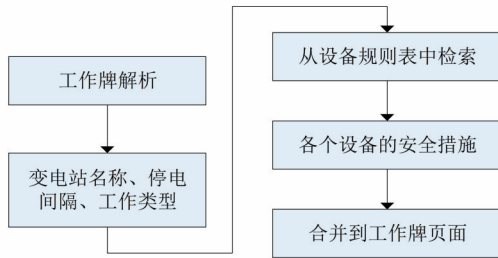 工作牌解析
变电站名称、停电
间隔、工作类型
从设备规则表中检索
各个设备的安全措施
合并到工作牌页面